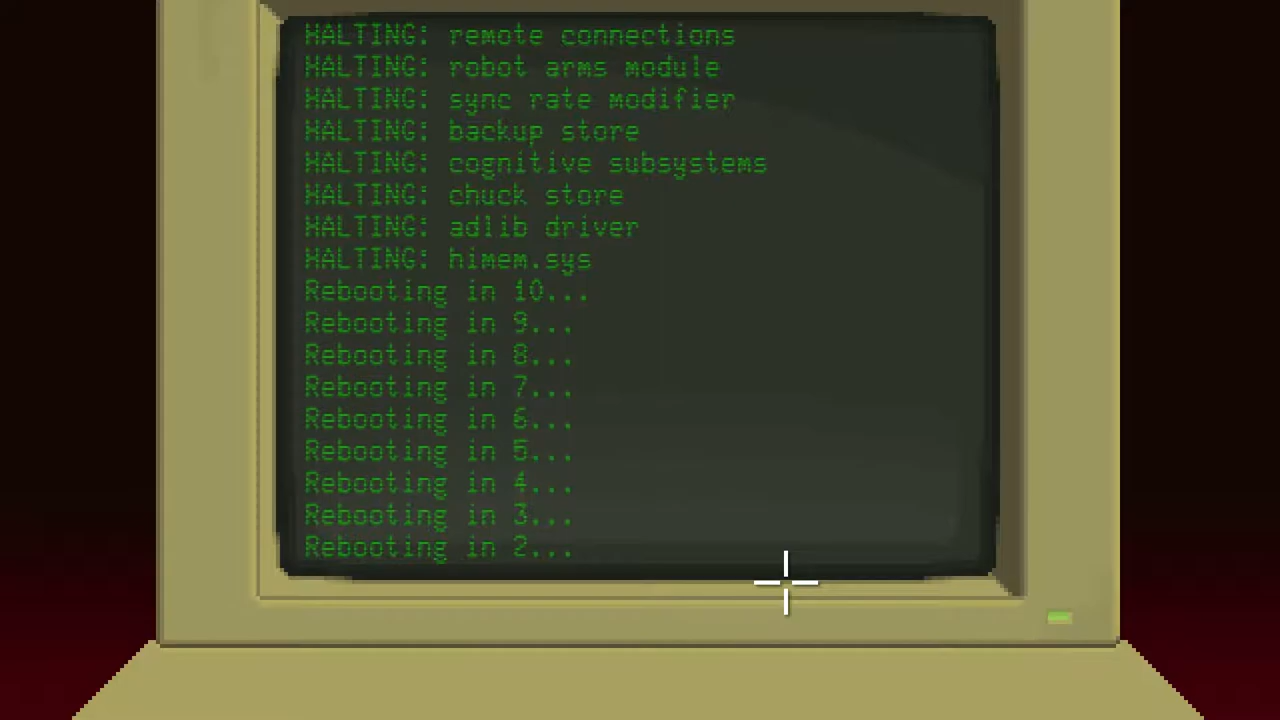 HALTING: remote connections
HALTING: robot arms module
HALTING: sync rate modifier
HALTING: backup store
HALTING: cognitive subsystems
HALTING: chuck store
HALTING: adlib driver
HALTING: himem.sys
Rebooting in 10...
Rebooting in 9...
Rebooting in 8...
Rebooting in 7...
Rebooting in 6...
Rebooting in 5...
Rebooting in 4...
Rebooting in 3...
Rebooting in 2...